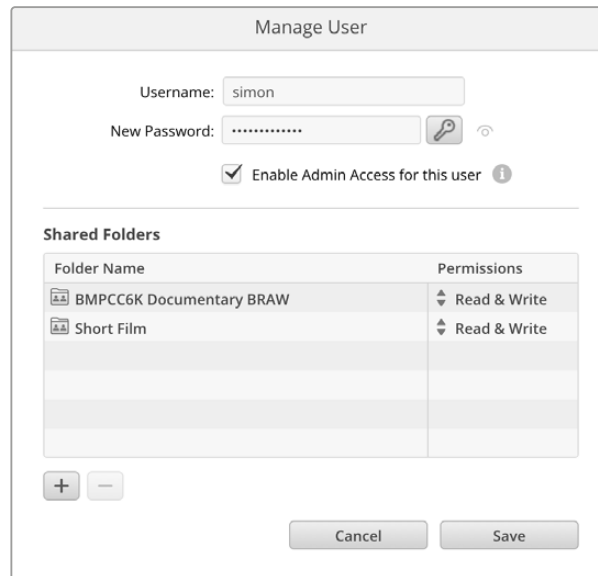 Manage User
Username: simon
New Password: •••••••••••••
Enable Admin Access for this user
Shared Folders
Folder Name Permissions
BMPCC6K Documentary BRAW Read & Write
Short Film Read & Write
Cancel Save